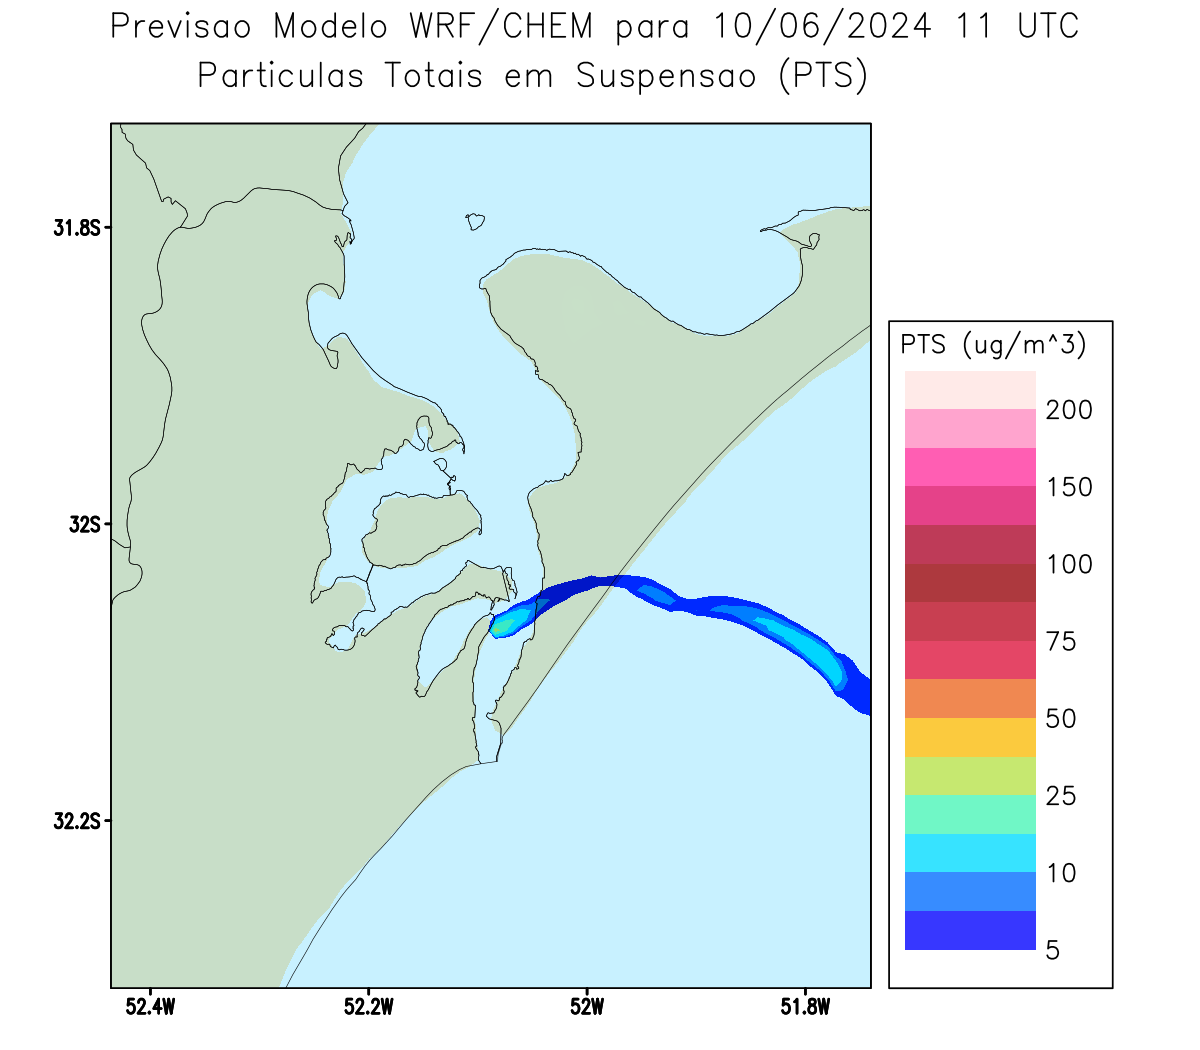 Previsao Modelo WRF/CHEM para 10/06/2024 11 UTC
Particulas Totais em Suspensao (PTS)
31.8S
32S
32.2S
52.4W
52.2W
52W
51.8W
PTS (ug/m^3)
200
150
100
75
50
25
10
5